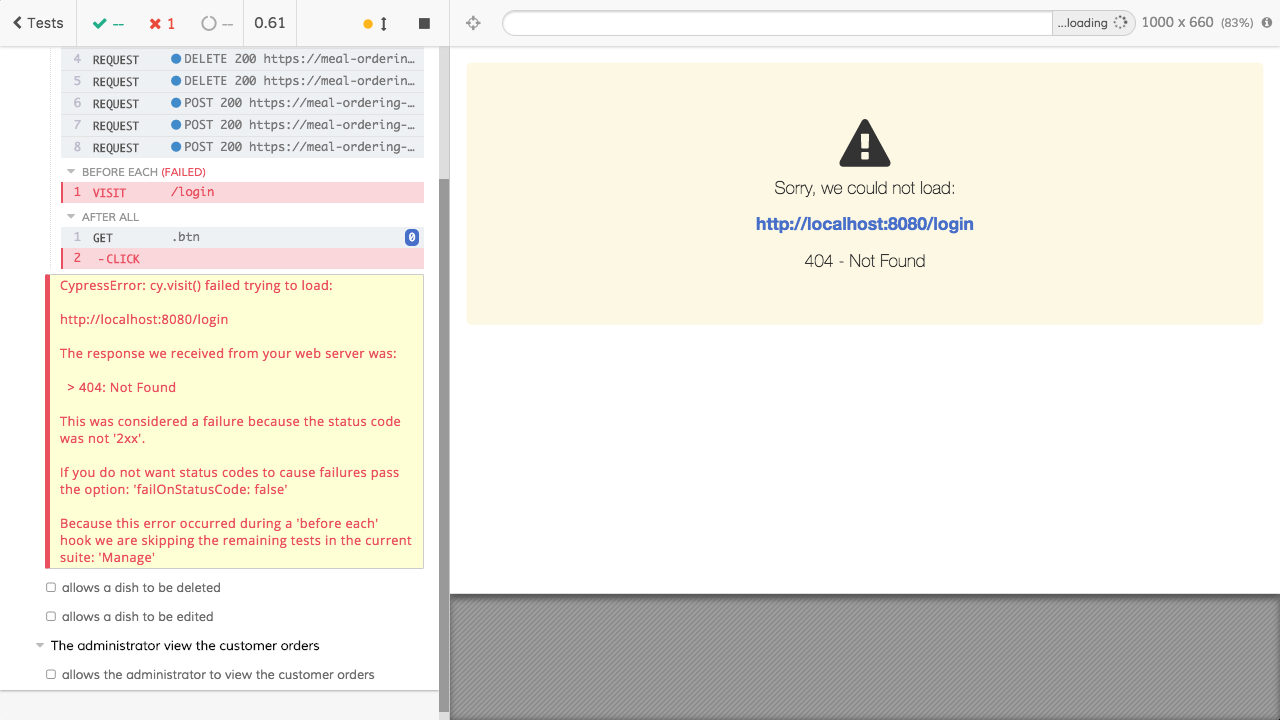 Tests -- 1 -- 0.61 ...loading 1000 x 660 (83%)
4 REQUEST DELETE 200 https://meal-orderin...
5 REQUEST DELETE 200 https://meal-orderin...
6 REQUEST POST 200 https://meal-ordering-...
7 REQUEST POST 200 https://meal-ordering-...
8 REQUEST POST 200 https://meal-ordering-...
BEFORE EACH (FAILED)
1 VISIT /login
AFTER ALL
1 GET .btn 0
2 -CLICK
CypressError: cy.visit() failed trying to load:
http://localhost:8080/login
The response we received from your web server was:
> 404: Not Found
This was considered a failure because the status code
was not '2xx'.
If you do not want status codes to cause failures pass
the option: 'failOnStatusCode: false'
Because this error occurred during a 'before each'
hook we are skipping the remaining tests in the current
suite: 'Manage'
allows a dish to be deleted
allows a dish to be edited
The administrator view the customer orders
allows the administrator to view the customer orders
Sorry, we could not load:
http://localhost:8080/login
404 - Not Found